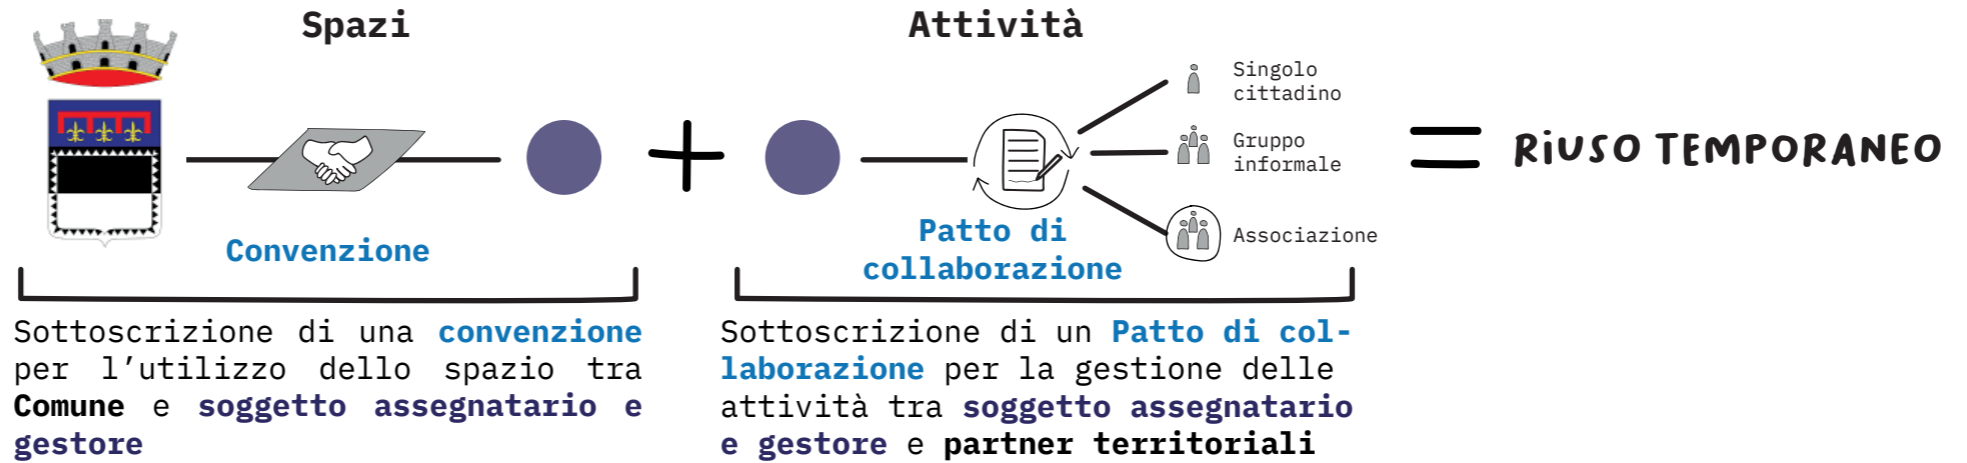 Spazi
Convenzione
Sottoscrizione di una convenzione
per l’utilizzo dello spazio tra
Comune e soggetto assegnatario e
gestore
Attività
Singolo
cittadino
Gruppo
informale
Associazione
Patto di
collaborazione
Sottoscrizione di un Patto di col-
laborazione per la gestione delle
attività tra soggetto assegnatario
e gestore e partner territoriali
RiUSO TEMPORANEO